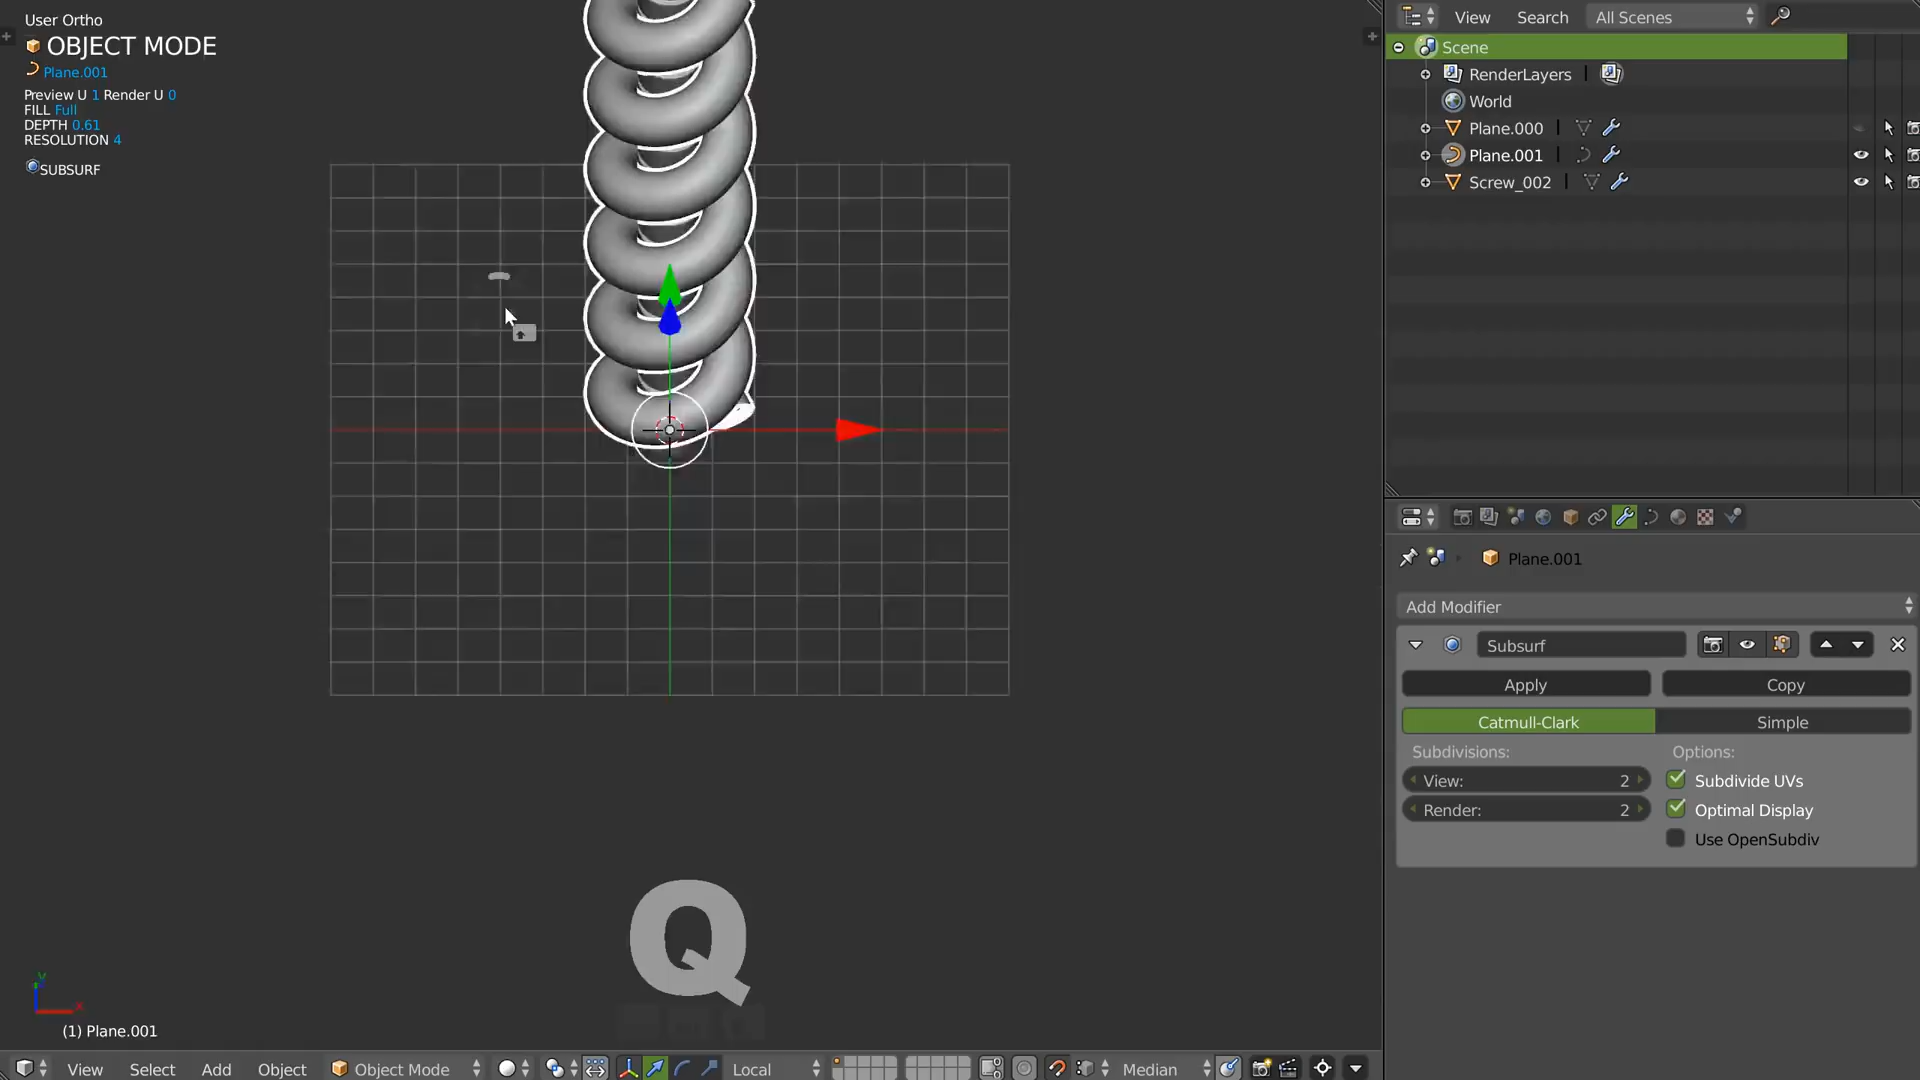 User Ortho
OBJECT MODE
Plane.001
Preview U 1 Render U 0
FILL Full
DEPTH 0.61
RESOLUTION 4
SUBSURF
View Search All Scenes
Scene
RenderLayers
World
Plane.000
Plane.001
Screw_002
Plane.001
Add Modifier
Subsurf
Apply Copy
Catmull-Clark Simple
Subdivisions: Options:
View: 2 Subdivide UVs
Render: 2 Optimal Display
Use OpenSubdiv
Q
y
x
(1) Plane.001
View Select Add Object Object Mode Local Median